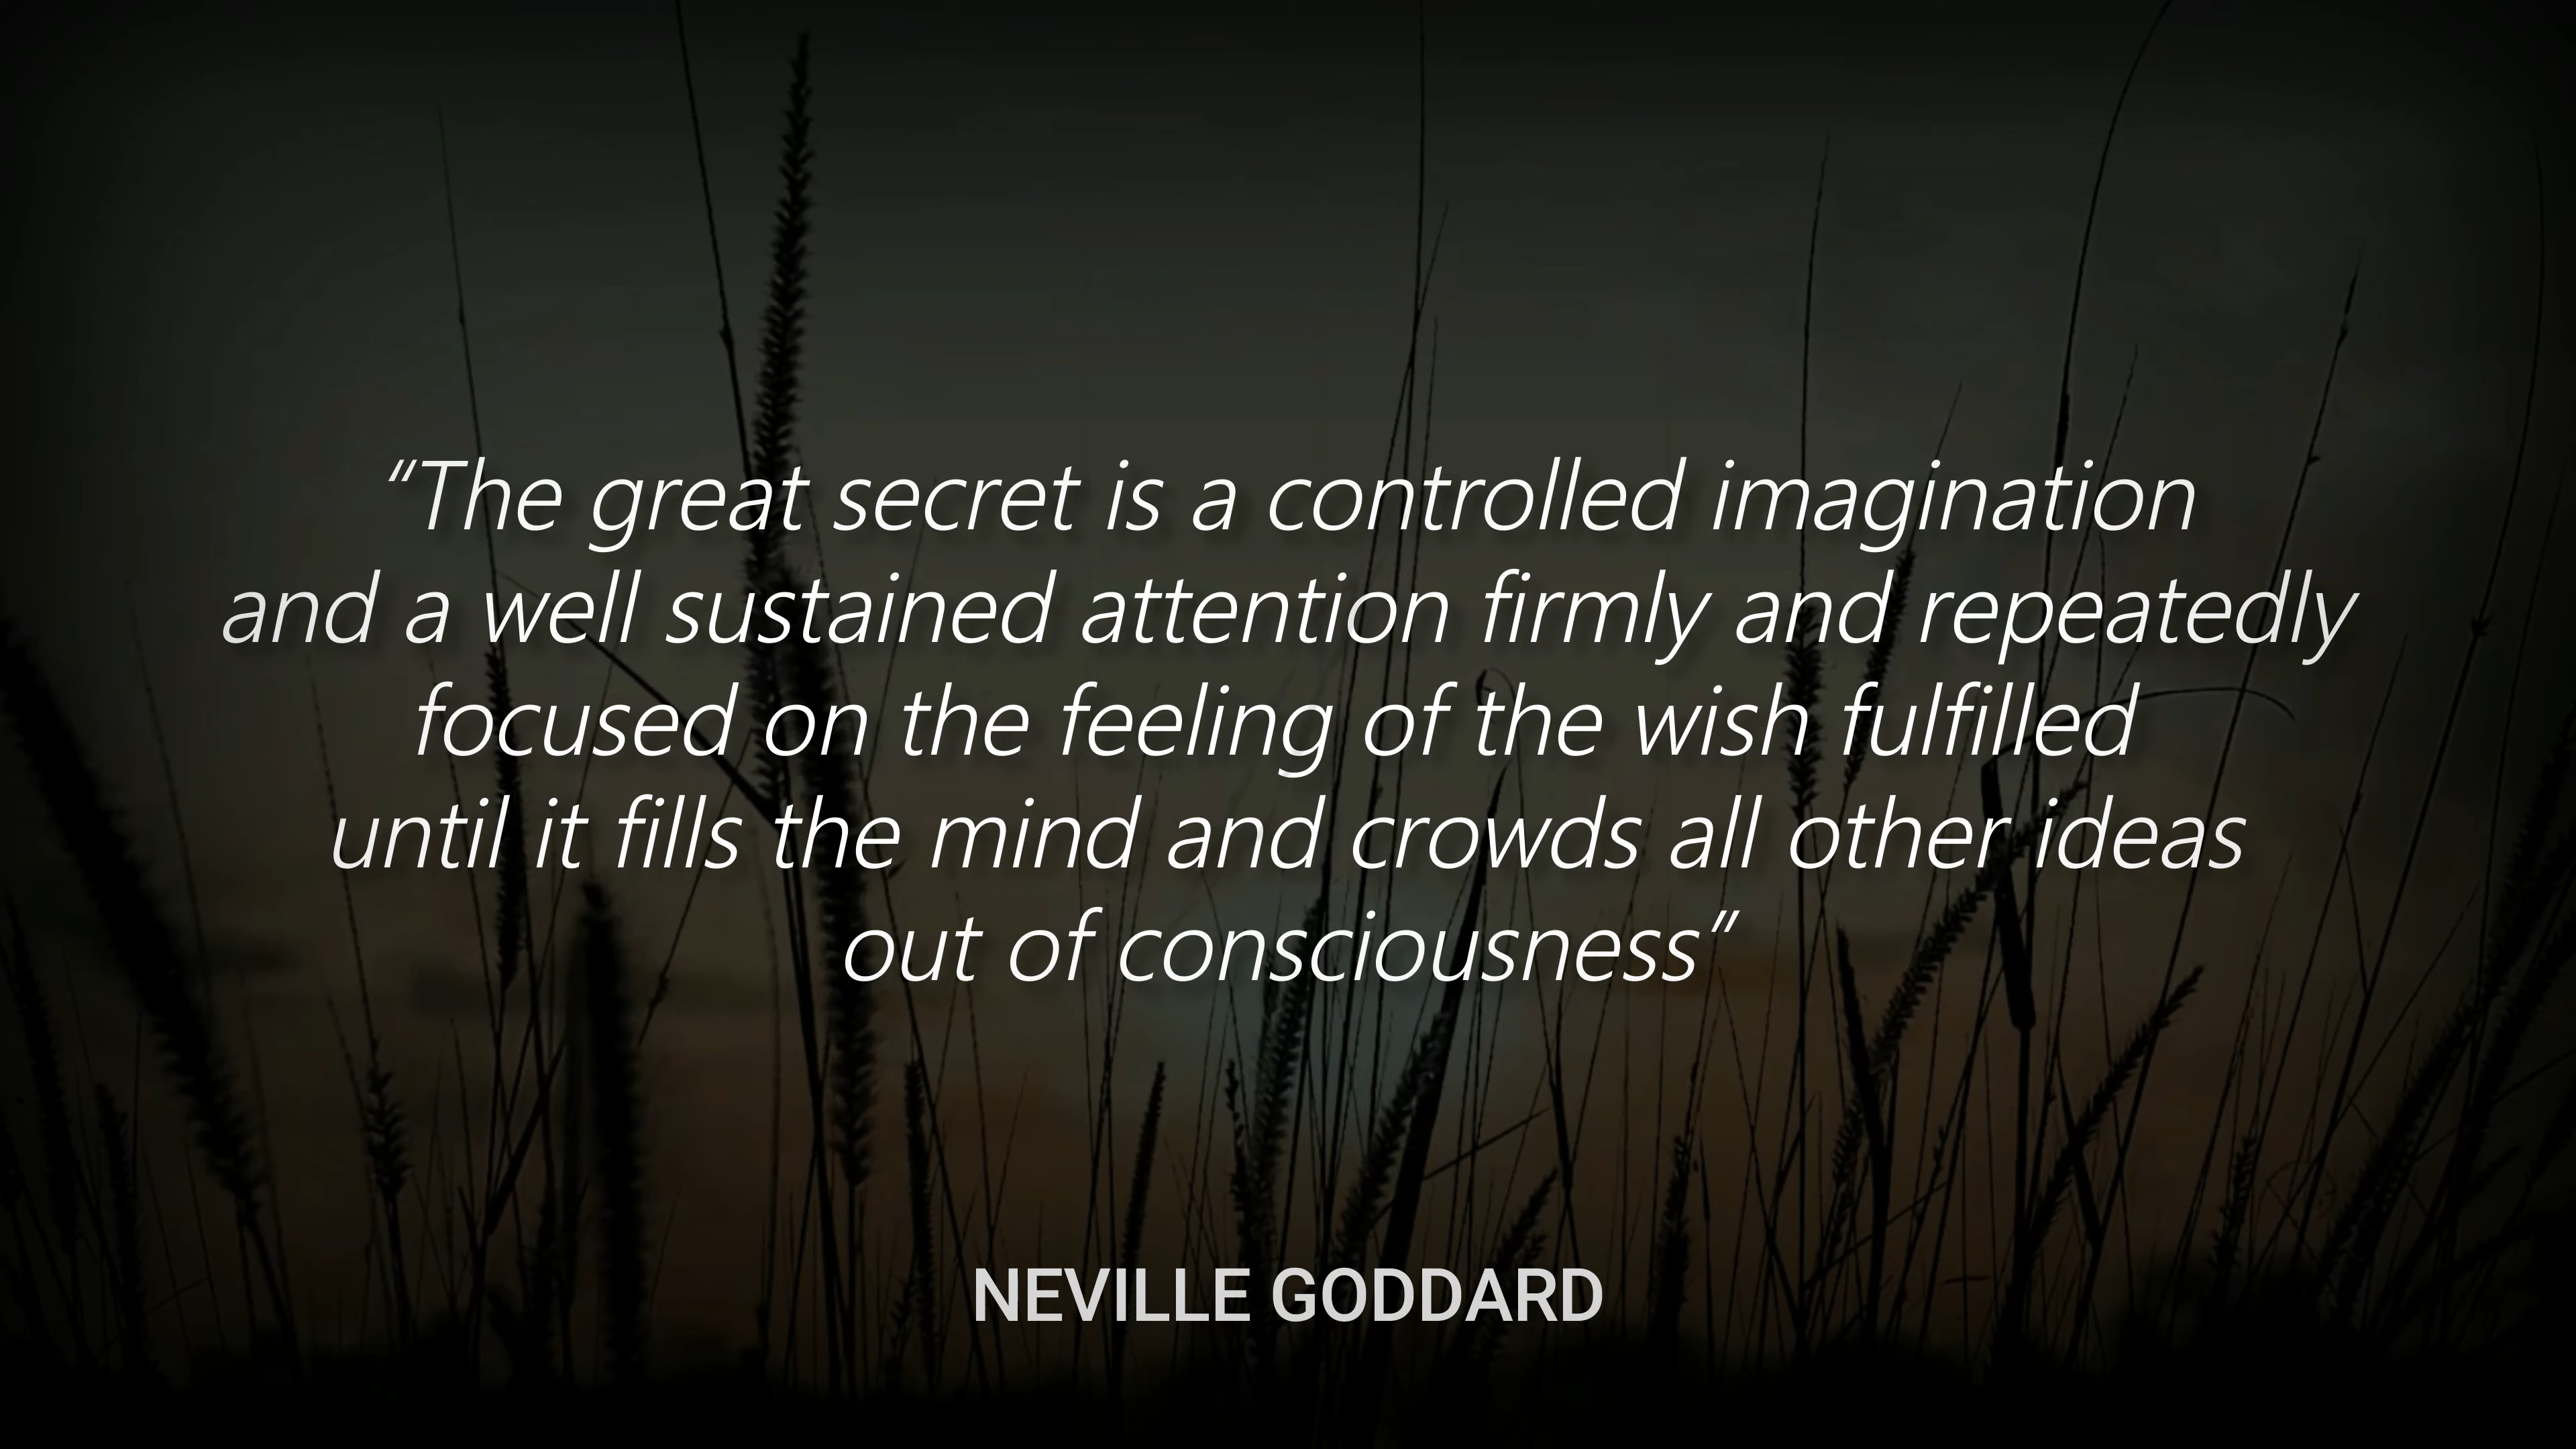 “The great secret is a controlled imagination
and a well sustained attention firmly and repeatedly
focused on the feeling of the wish fulfilled
until it fills the mind and crowds all other ideas
out of consciousness”
NEVILLE GODDARD